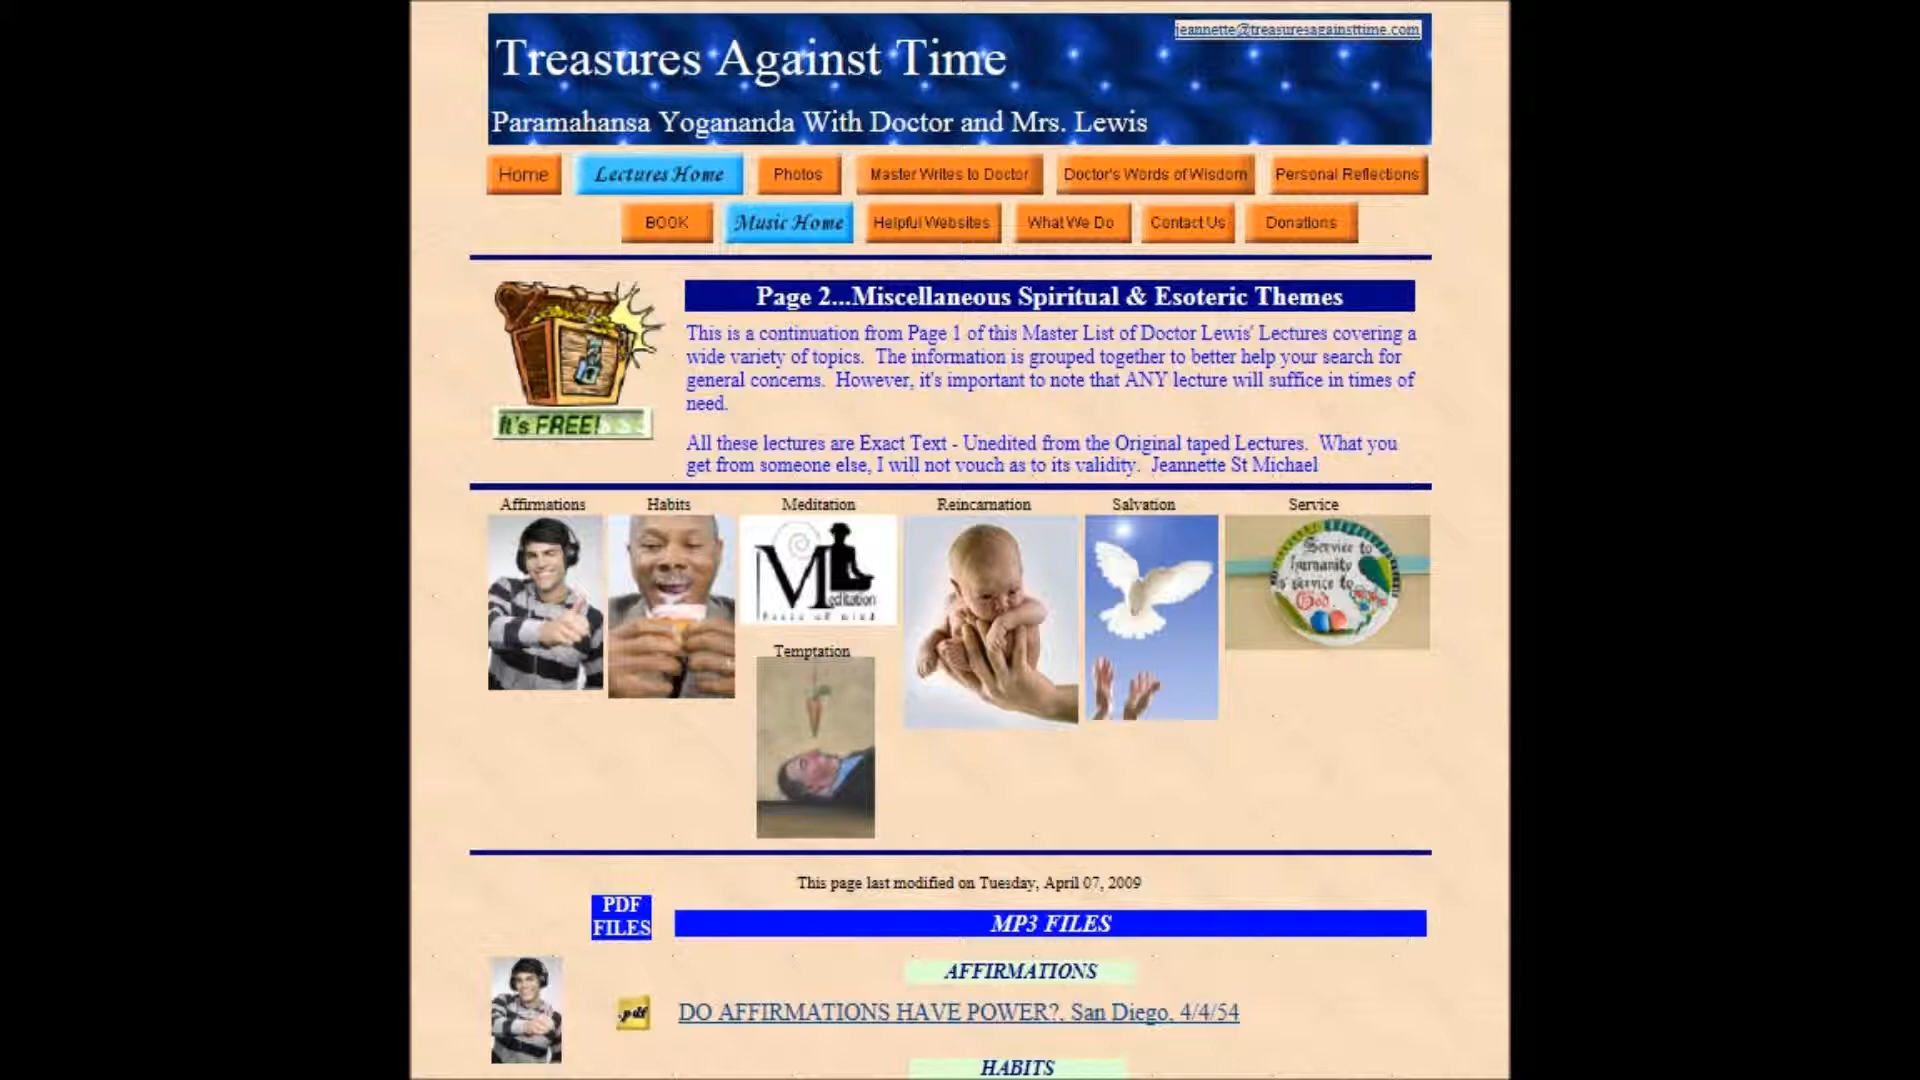 jeannette@treasuresagainsttime.com
Treasures Against Time
Paramahansa Yogananda With Doctor and Mrs. Lewis
Home
Lectures Home
Photos
Master Writes to Doctor
Doctor's Words of Wisdom
Personal Reflections
BOOK
Music Home
Helpful Websites
What We Do
Contact Us
Donations
Page 2...Miscellaneous Spiritual & Esoteric Themes
This is a continuation from Page 1 of this Master List of Doctor Lewis' Lectures covering a
wide variety of topics.  The information is grouped together to better help your search for
general concerns.  However, it's important to note that ANY lecture will suffice in times of
need.
It's FREE!
All these lectures are Exact Text - Unedited from the Original taped Lectures.  What you
get from someone else, I will not vouch as to its validity.  Jeannette St Michael
Affirmations
Habits
Meditation
Reincarnation
Salvation
Service
Meditation
Peace of mind
Service to
humanity
is service to
God.
Temptation
This page last modified on Tuesday, April 07, 2009
PDF
FILES
MP3 FILES
AFFIRMATIONS
.pdf
DO AFFIRMATIONS HAVE POWER?, San Diego, 4/4/54
HABITS